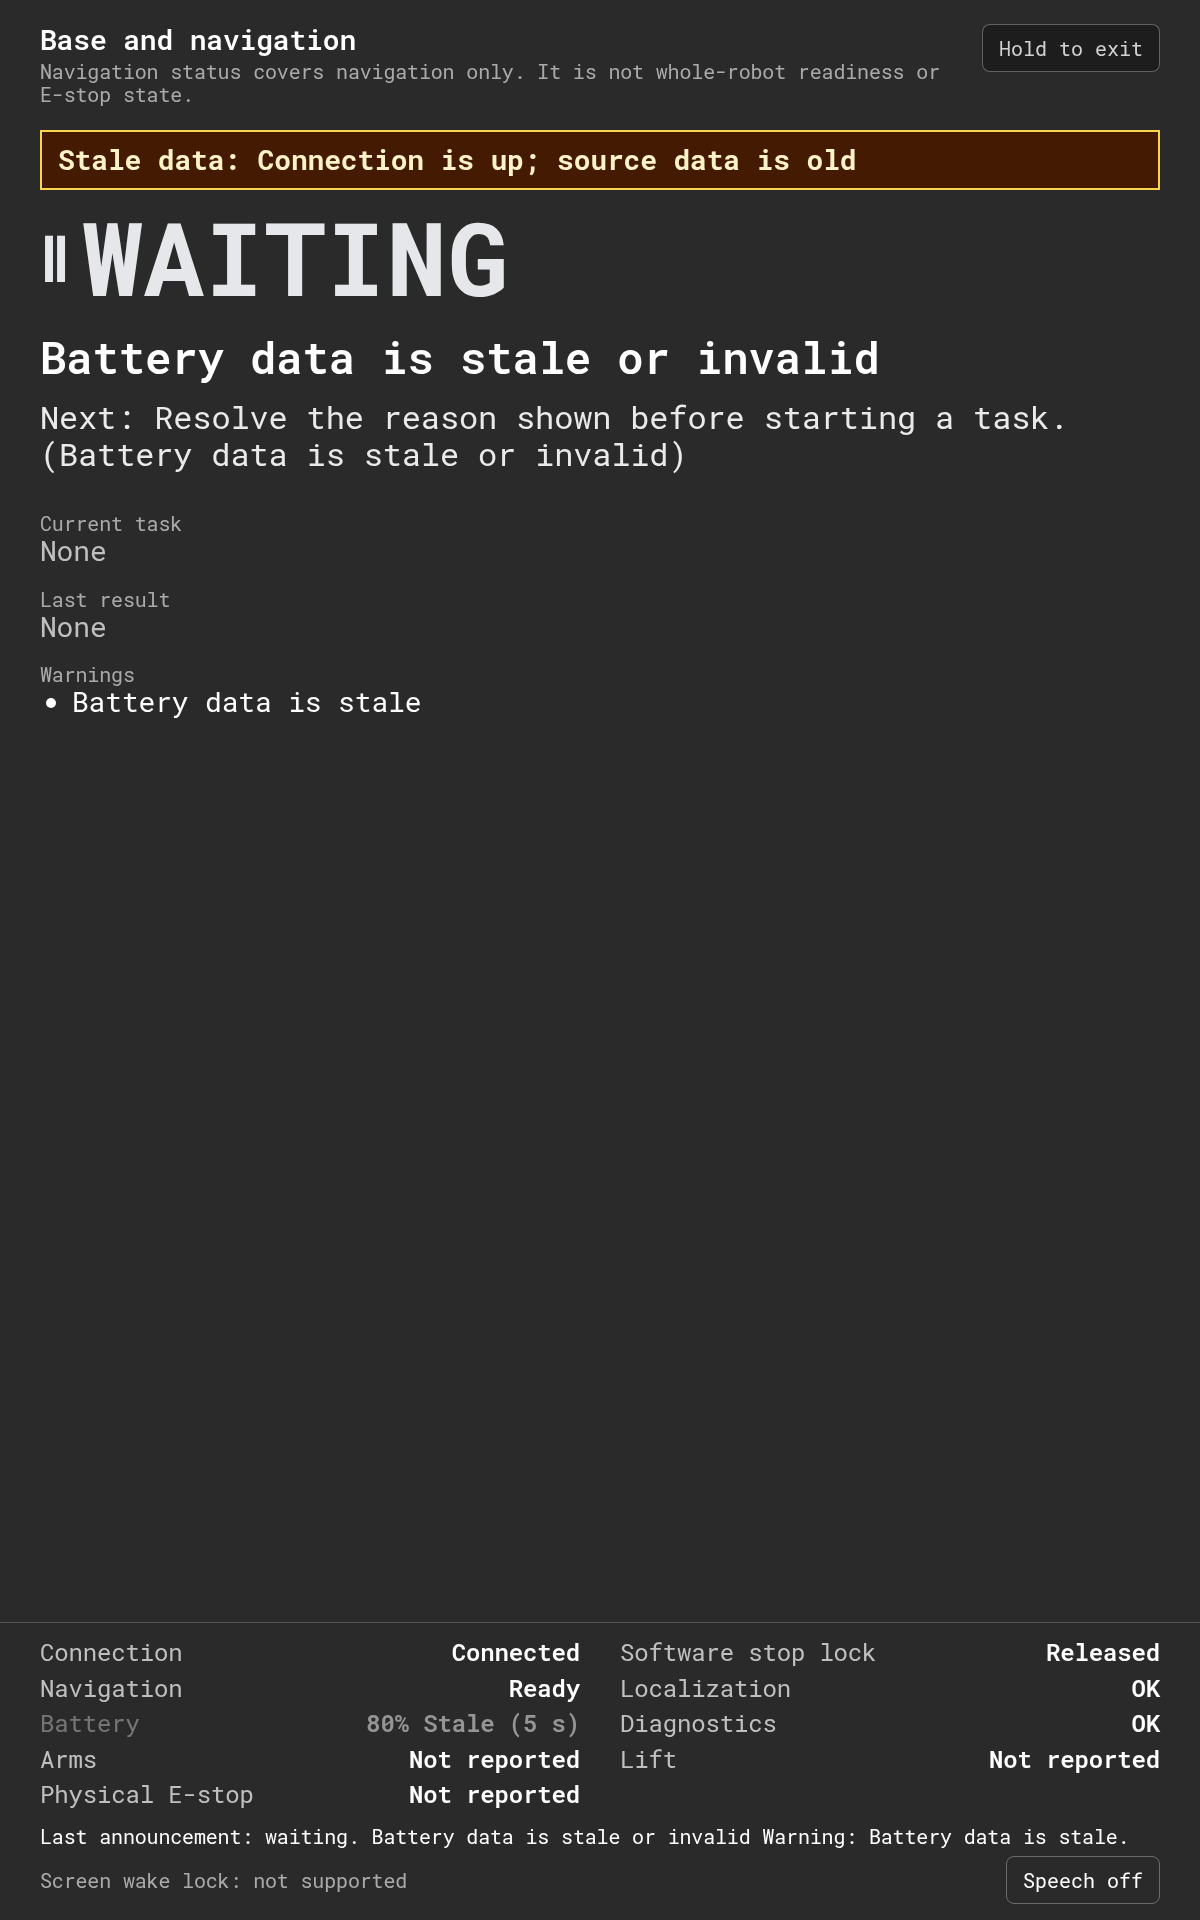 Base and navigation
Hold to exit
Navigation status covers navigation only. It is not whole-robot readiness or
E-stop state.
Stale data: Connection is up; source data is old
WAITING
Battery data is stale or invalid
Next: Resolve the reason shown before starting a task.
(Battery data is stale or invalid)
Current task
None
Last result
None
Warnings
• Battery data is stale
Connection Connected Software stop lock Released
Navigation Ready Localization OK
Battery 80% Stale (5 s) Diagnostics OK
Arms Not reported Lift Not reported
Physical E-stop Not reported
Last announcement: waiting. Battery data is stale or invalid Warning: Battery data is stale.
Screen wake lock: not supported Speech off